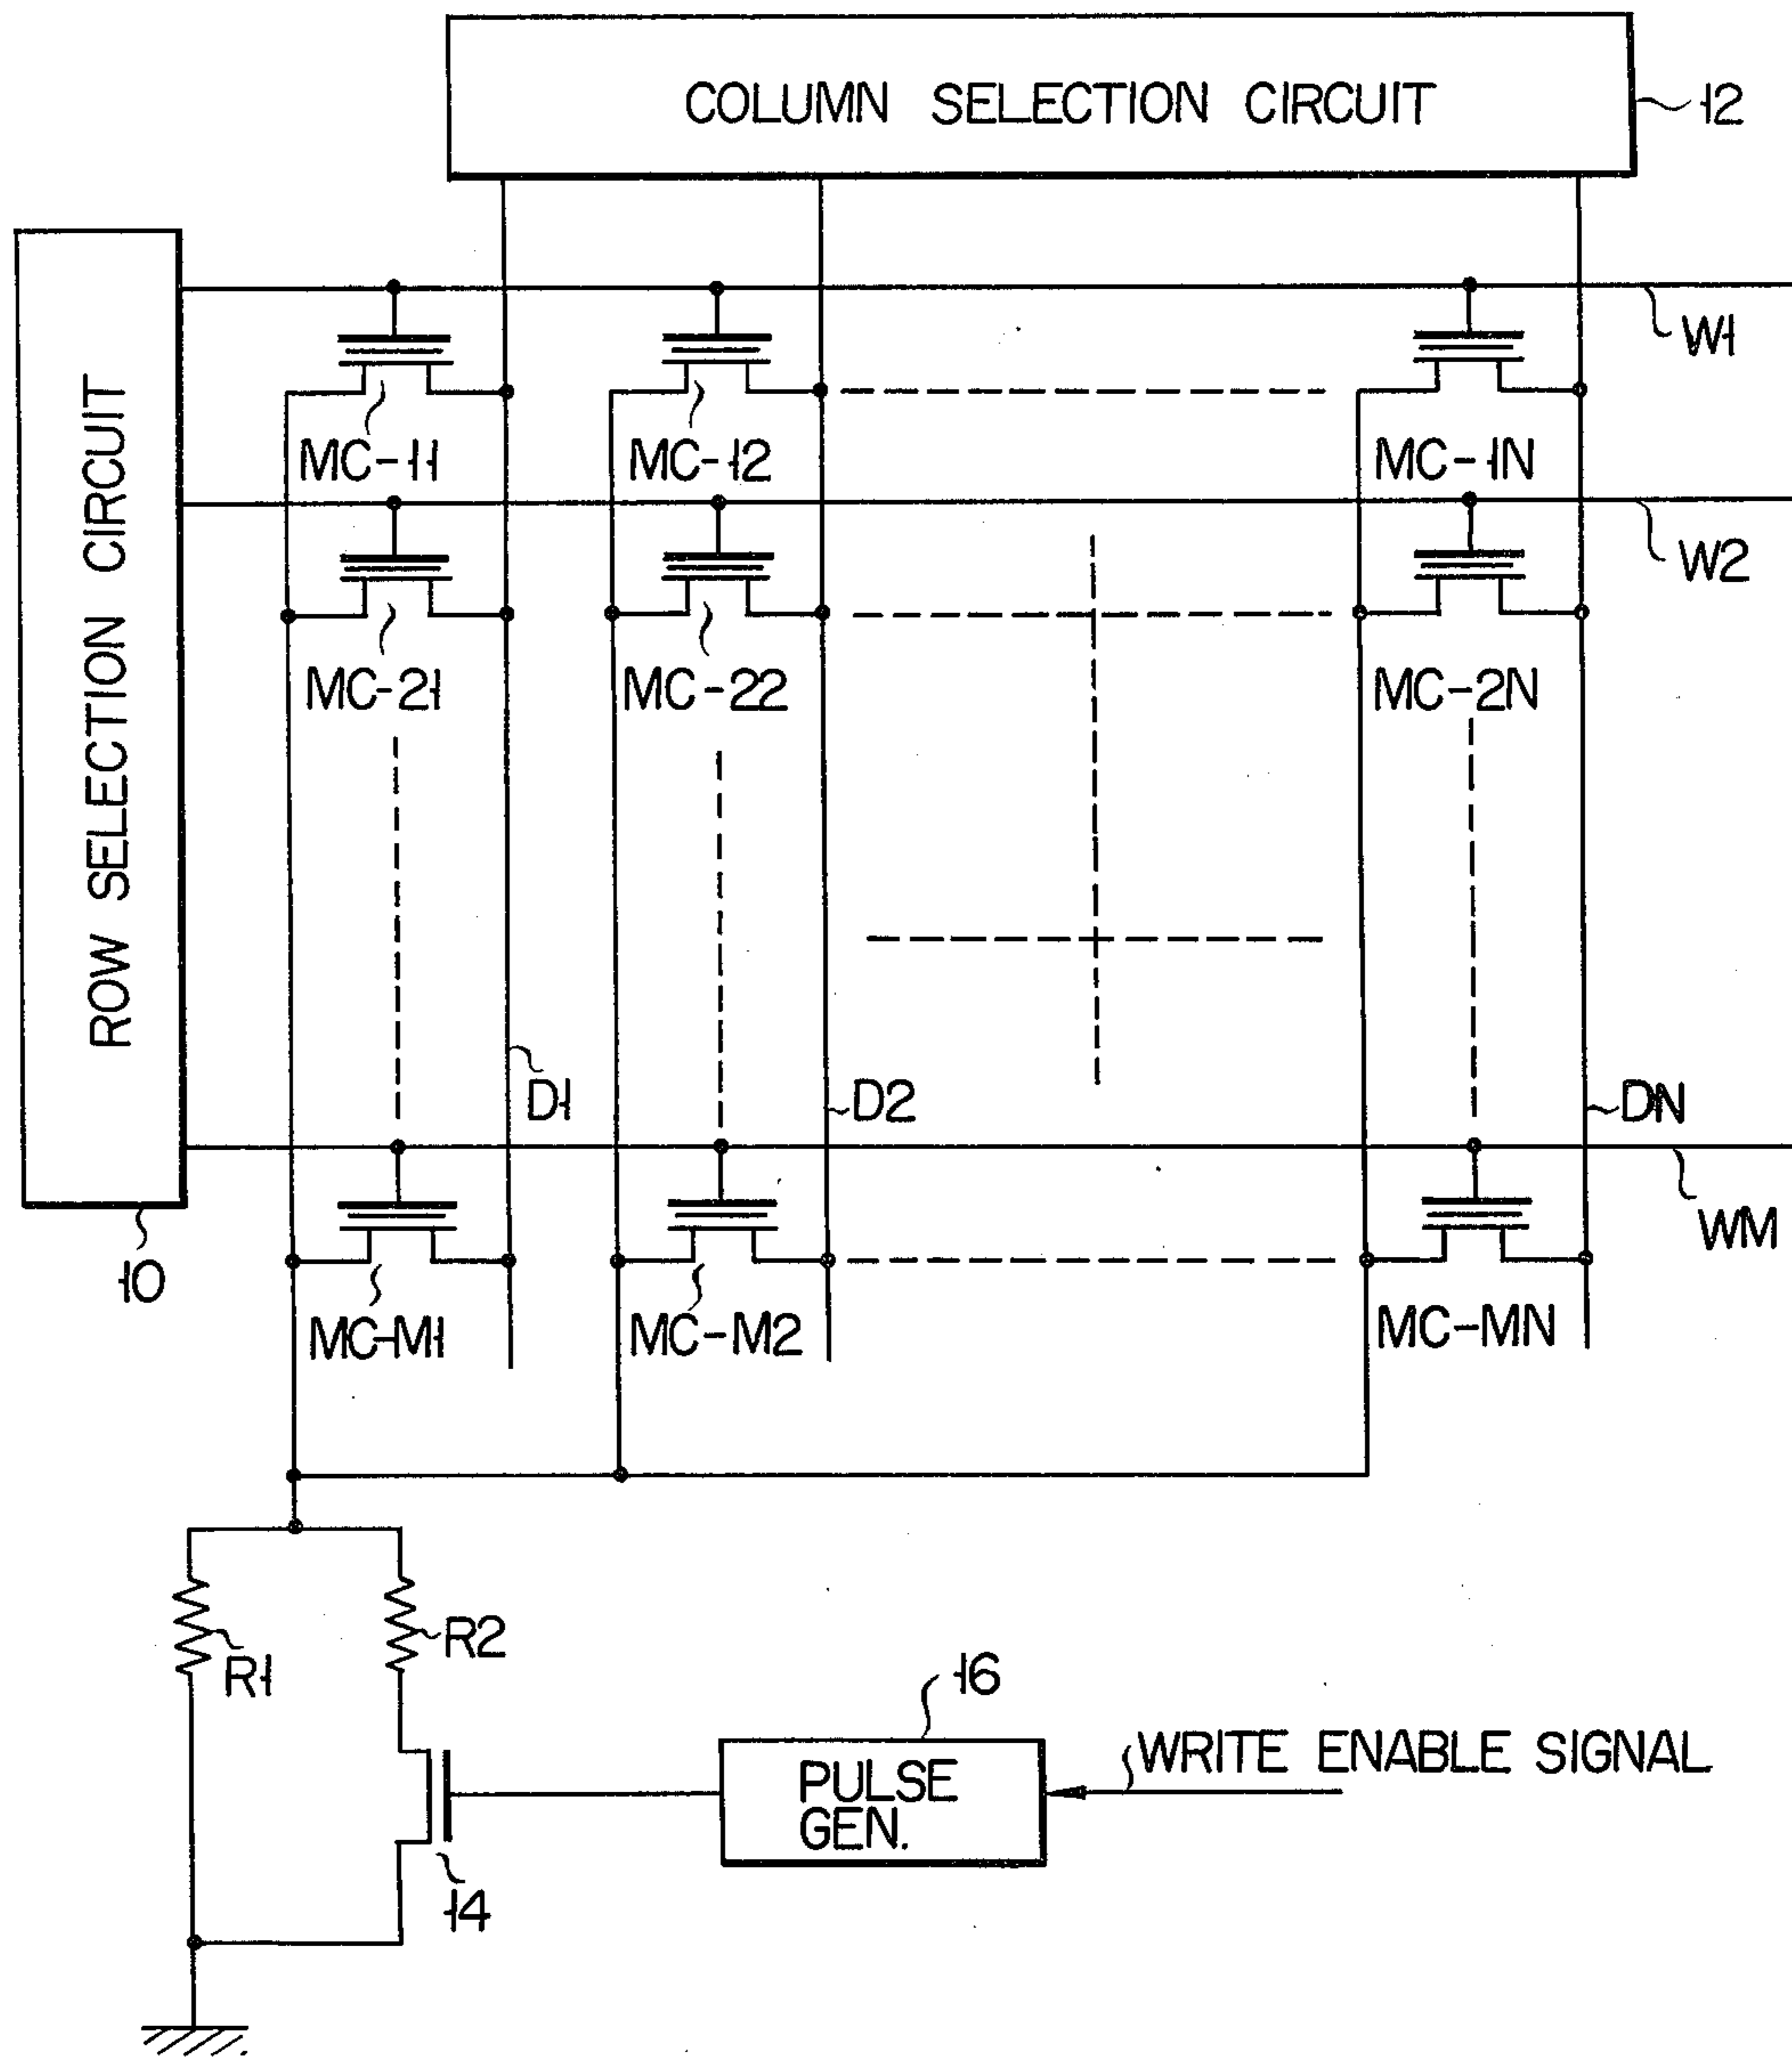 COLUMN SELECTION CIRCUIT
12
ROW SELECTION CIRCUIT
10
W1
MC-11
MC-12
MC-1N
W2
MC-21
MC-22
MC-2N
D1
D2
DN
WM
MC-M1
MC-M2
MC-MN
R1
R2
16
PULSE
GEN.
WRITE ENABLE SIGNAL
14